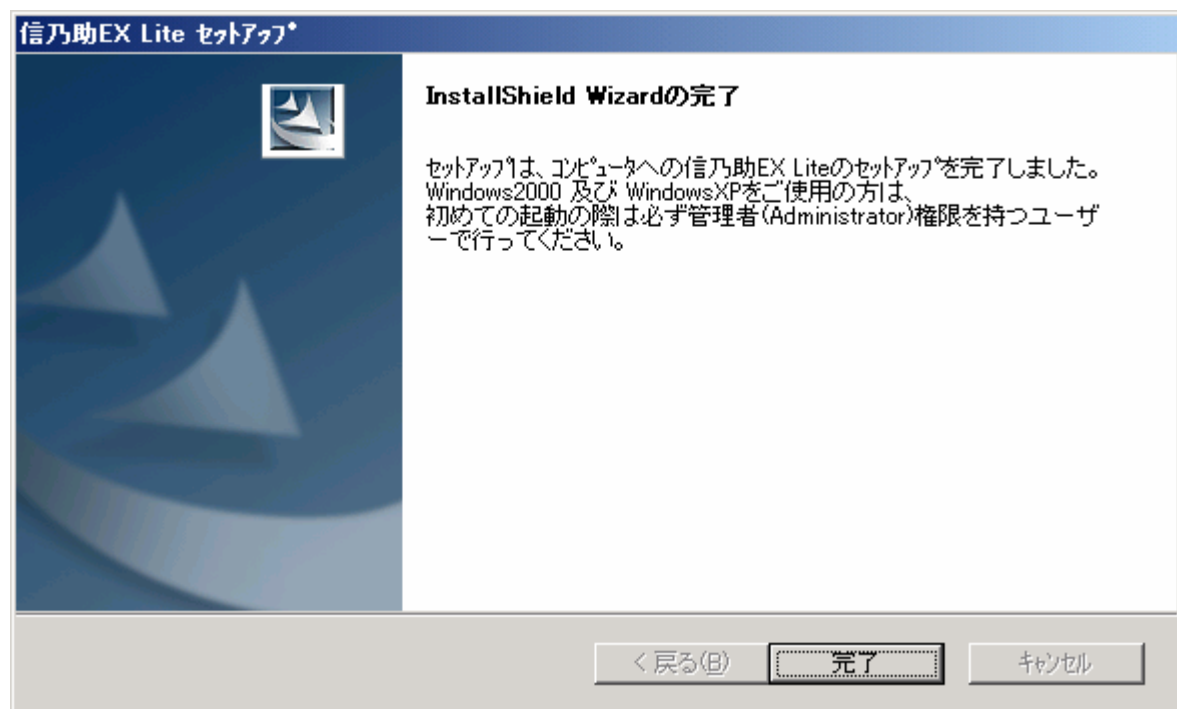 信乃助EX Lite ｾｯﾄｱｯﾌﾟ
InstallShield Wizardの完了
ｾｯﾄｱｯﾌﾟは、ｺﾝﾋﾟｭｰﾀへの信乃助EX Liteのｾｯﾄｱｯﾌﾟを完了しました。
Windows2000 及び WindowsXPをご使用の方は、
初めての起動の際は必ず管理者(Administrator)権限を持つユーザ
ーで行ってください。
< 戻る(B)
完了
ｷｬﾝｾﾙ